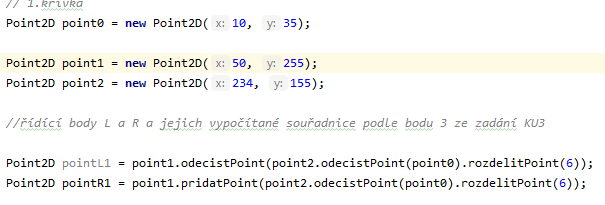 // 1.křivka
Point2D point0 = new Point2D( x: 10, y: 35);
Point2D point1 = new Point2D( x: 50, y: 255);
Point2D point2 = new Point2D( x: 234, y: 155);
//řídící body L a R a jejich vypočítané souřadnice podle bodu 3 ze zadání KU3
Point2D pointL1 = point1.odecistPoint(point2.odecistPoint(point0).rozdelitPoint(6));
Point2D pointR1 = point1.pridatPoint(point2.odecistPoint(point0).rozdelitPoint(6));